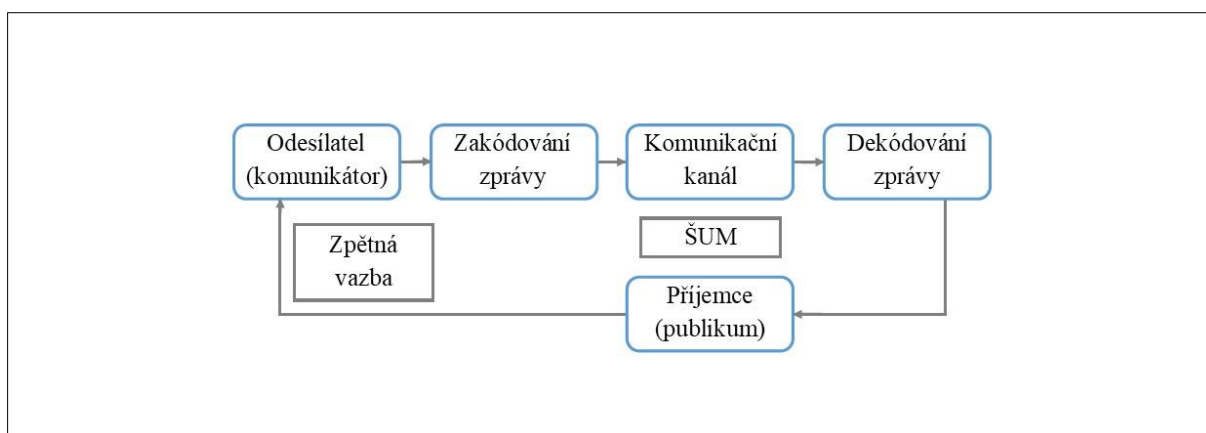 Odesílatel
(komunikátor)
Zakódování
zprávy
Komunikační
kanál
Dekódování
zprávy
Zpětná
vazba
ŠUM
Příjemce
(publikum)